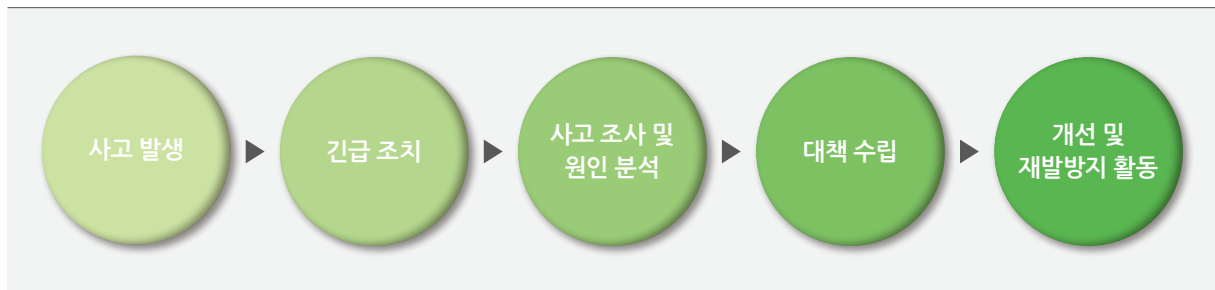 사고 발생
긴급 조치
사고 조사 및
원인 분석
대책 수립
개선 및
재발방지 활동